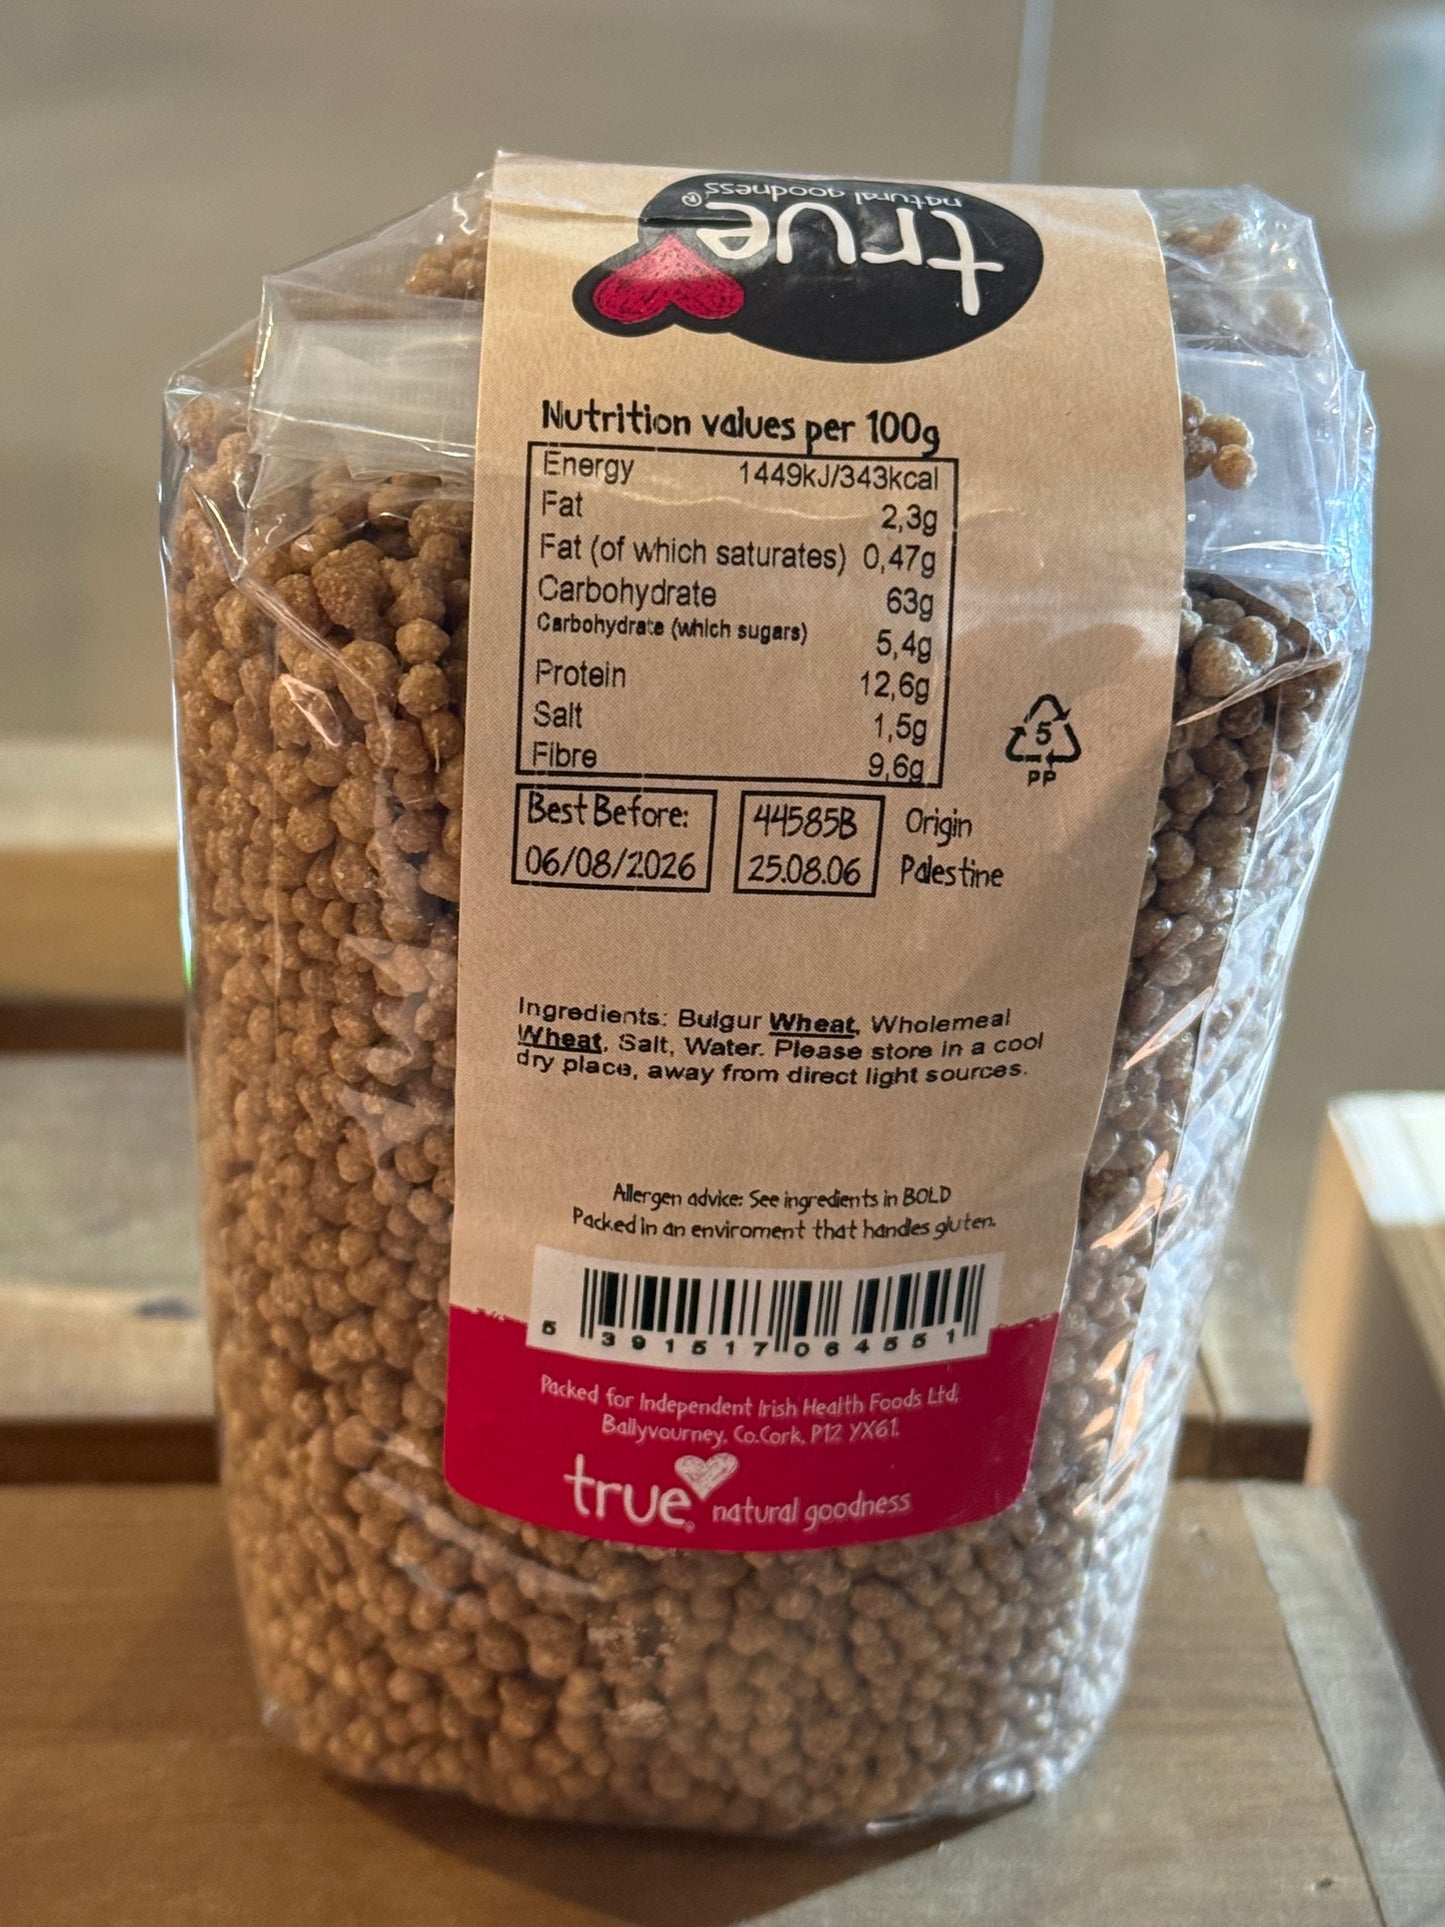 true®
natural goodness
Nutrition values per 100g
Energy 1449kJ/343kcal
Fat 2,3g
Fat (of which saturates) 0,47g
Carbohydrate 63g
Carbohydrate (which sugars) 5,4g
Protein 12,6g
Salt 1,5g
Fibre 9,6g
5
PP
Best Before:
06/08/2026
44585B
25.08.06
Origin
Palestine
Ingredients: Bulgur Wheat, Wholemeal
Wheat, Salt, Water. Please store in a cool
dry place, away from direct light sources.
Allergen advice: See ingredients in BOLD
Packed in an enviroment that handles gluten.
5 391517 064551
Packed for Independent Irish Health Foods Ltd,
Ballyvourney, Co.Cork, P12 YX61.
true® natural goodness